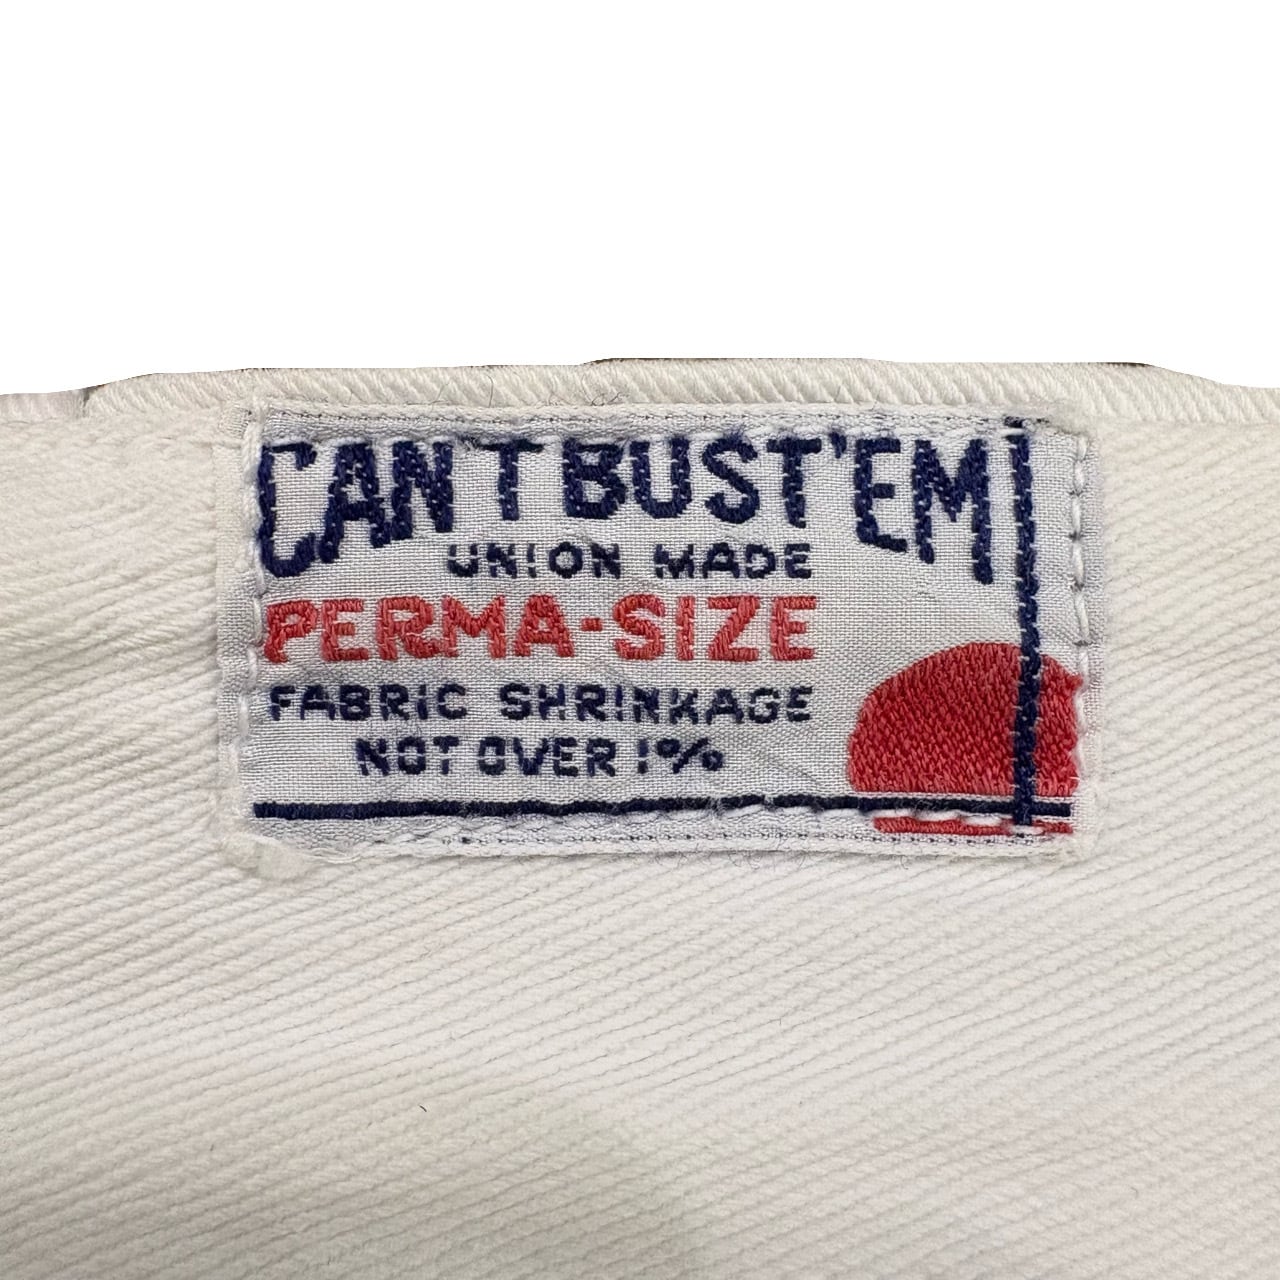 CAN'T BUST'EM
UNION MADE
PERMA-SIZE
FABRIC SHRINKAGE
NOT OVER 1%